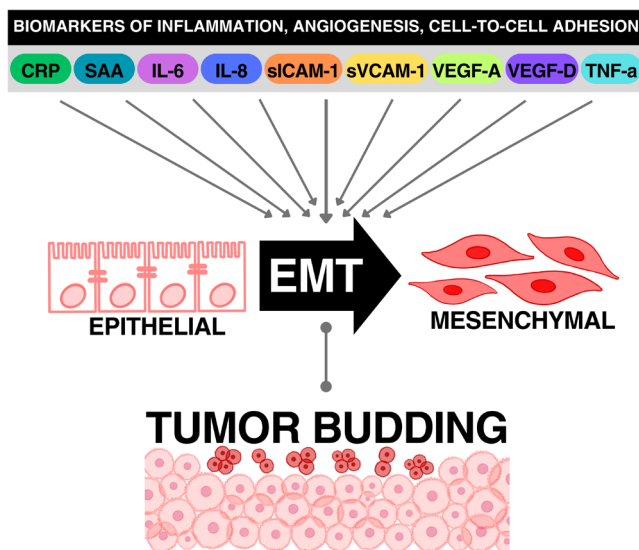 BIOMARKERS OF INFLAMMATION, ANGIOGENESIS, CELL-TO-CELL ADHESION
CRP SAA IL-6 IL-8 sICAM-1 sVCAM-1 VEGF-A VEGF-D TNF-a
EMT
EPITHELIAL
MESENCHYMAL
TUMOR BUDDING